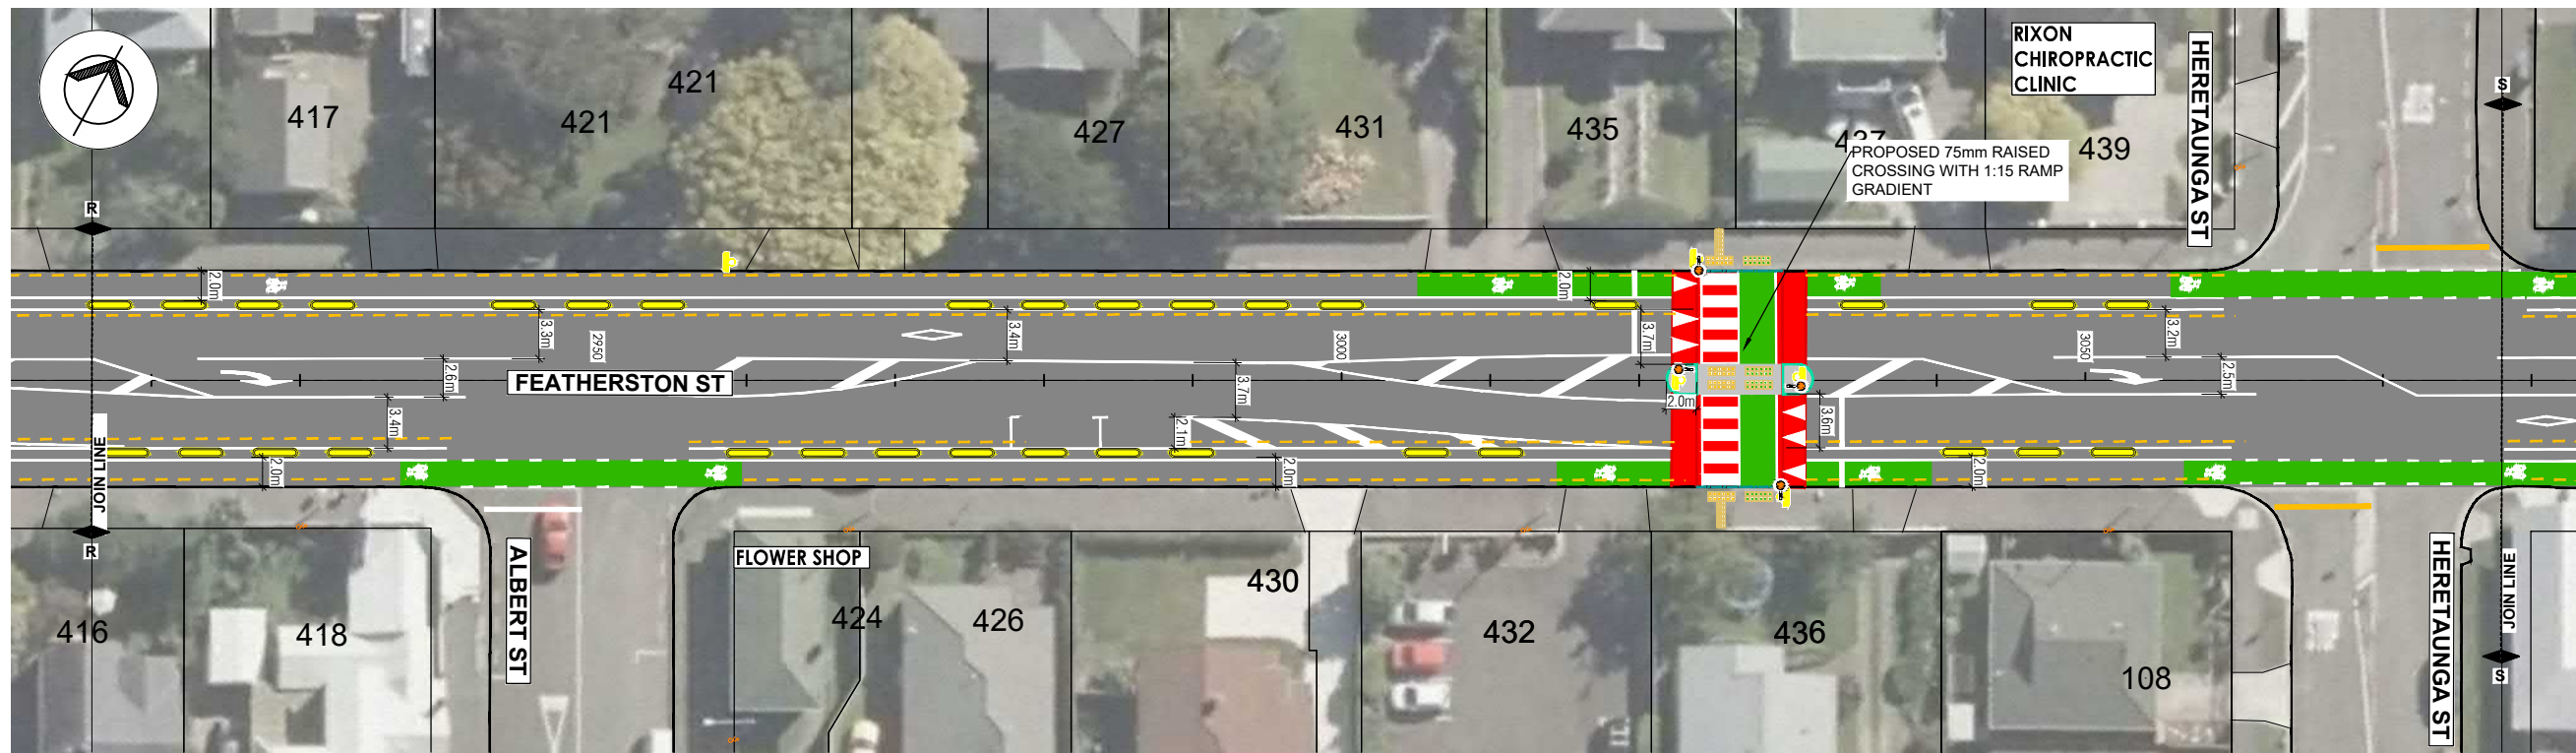 RIXON
CHIROPRACTIC
CLINIC
HERETAUNGA ST
S
417
421
421
427
431
435
437
439
PROPOSED 75mm RAISED
CROSSING WITH 1:15 RAMP
GRADIENT
R
2.0m
2.0m
3.3m
2950
3.4m
3000
3.7m
3050
3.2m
2.6m
FEATHERSTON ST
3.7m
2.5m
2.0m
3.4m
2.1m
3.6m
JOIN LINE
2.0m
2.0m
2.0m
R
ALBERT ST
FLOWER SHOP
HERETAUNGA ST
JOIN LINE
S
416
418
424
426
430
432
436
108